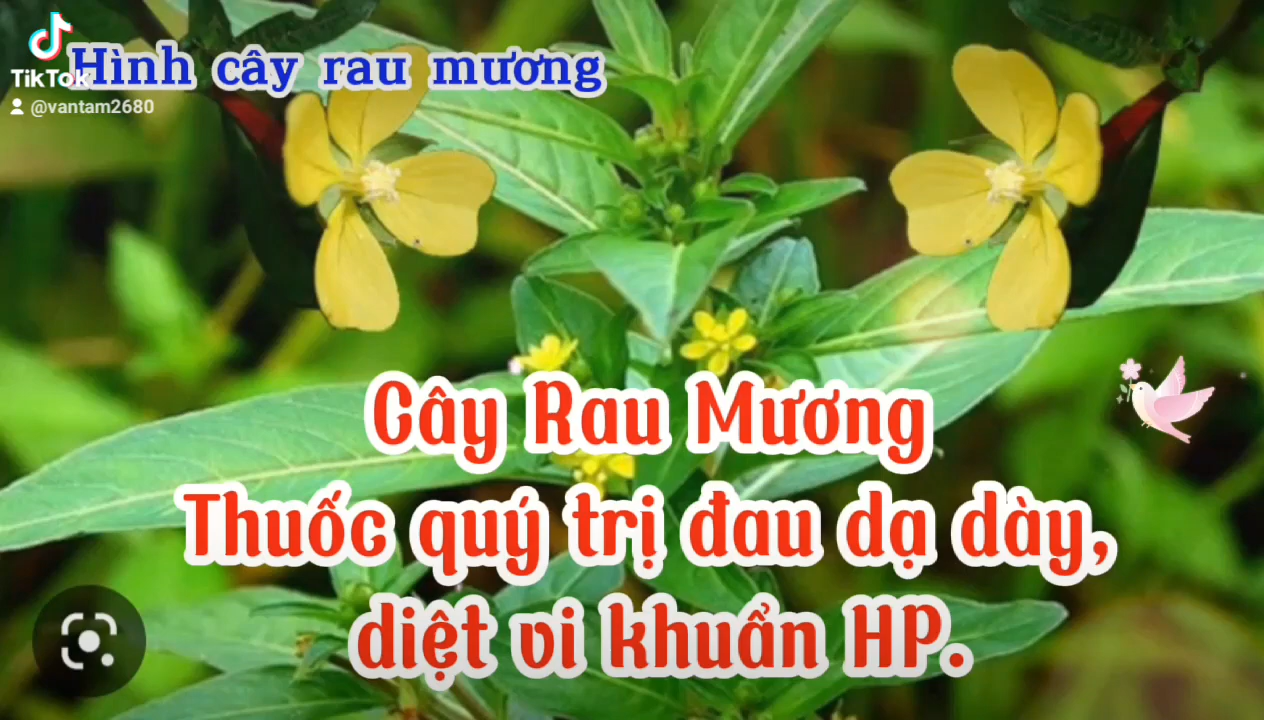 TikTok
Hình cây rau mương
@vantam2680
Cây Rau Mương
Thuốc quý trị đau dạ dày,
diệt vi khuẩn HP.